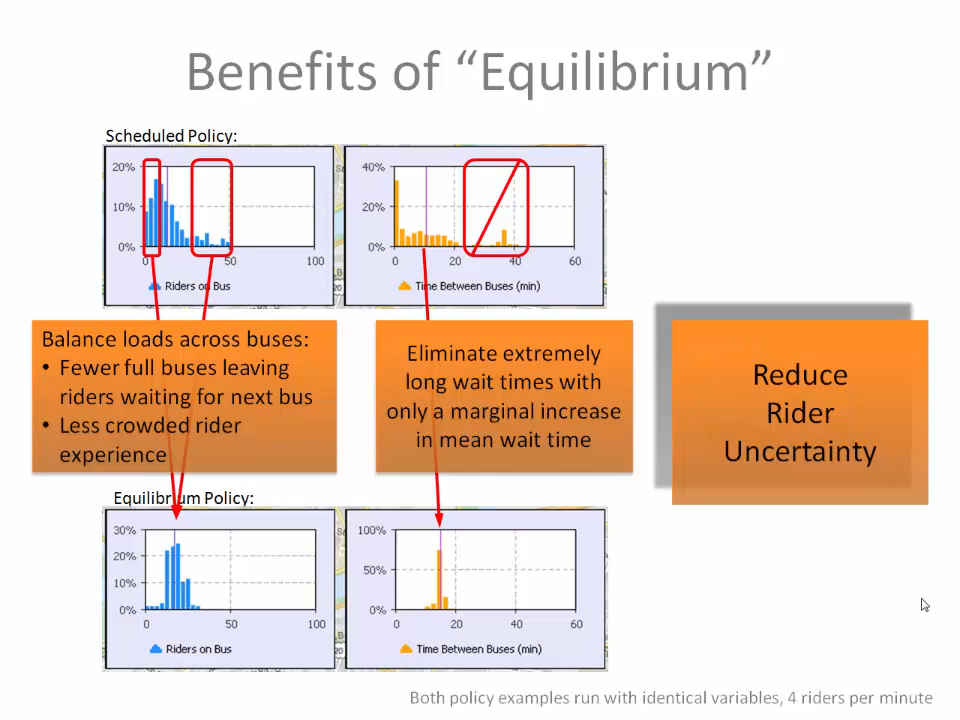 Benefits of “Equilibrium”
Scheduled Policy:
20%
10%
0%
0
50
100
Riders on Bus
40%
20%
0%
0
20
40
60
Time Between Buses (min)
Balance loads across buses:
• Fewer full buses leaving
riders waiting for next bus
• Less crowded rider
experience
Eliminate extremely
long wait times with
only a marginal increase
in mean wait time
Reduce
Rider
Uncertainty
Equilibrium Policy:
30%
20%
10%
0%
0
50
100
Riders on Bus
100%
50%
0%
0
20
40
60
Time Between Buses (min)
Both policy examples run with identical variables, 4 riders per minute